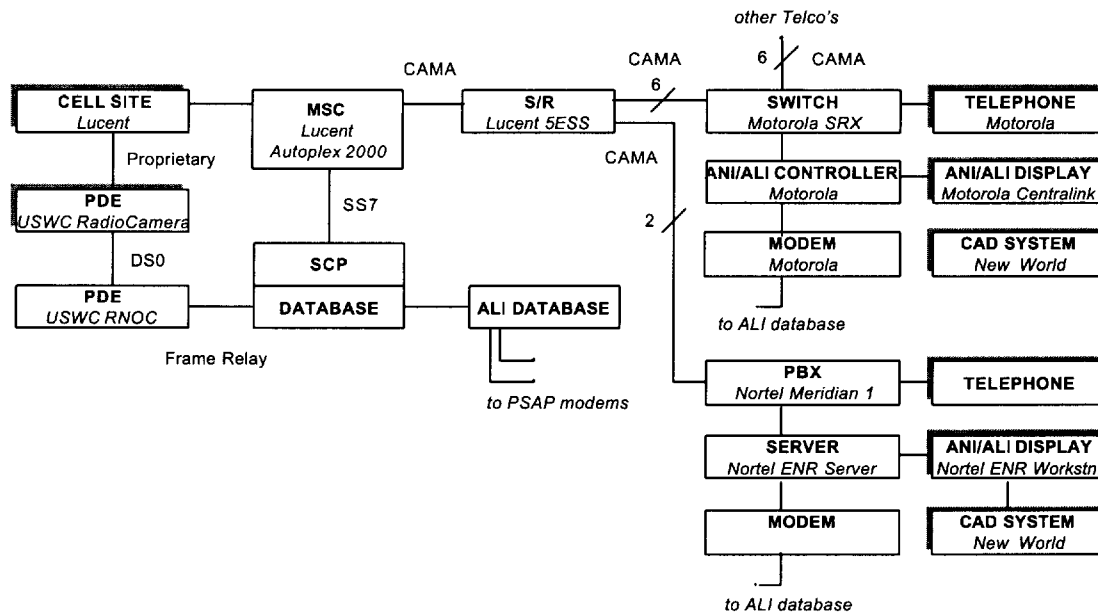 other Telco's
6
CAMA
CAMA
6
CAMA
CELL SITE
Lucent
MSC
Lucent
Autoplex 2000
S/R
Lucent 5ESS
SWITCH
Motorola SRX
TELEPHONE
Motorola
Proprietary
CAMA
ANI/ALI CONTROLLER
Motorola
ANI/ALI DISPLAY
Motorola Centralink
PDE
USWC RadioCamera
SS7
2
MODEM
Motorola
CAD SYSTEM
New World
DS0
SCP
PDE
USWC RNOC
DATABASE
ALI DATABASE
to ALI database
Frame Relay
to PSAP modems
PBX
Nortel Meridian 1
TELEPHONE
SERVER
Nortel ENR Server
ANI/ALI DISPLAY
Nortel ENR Workstn
MODEM
CAD SYSTEM
New World
to ALI database